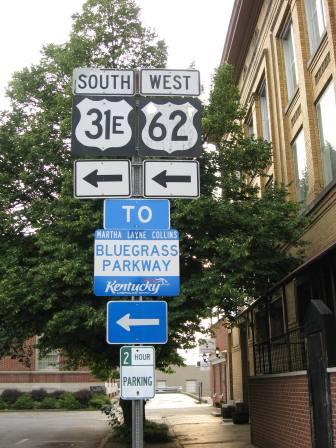 SOUTH WEST
31E 62
TO
MARTHA LAYNE COLLINS
BLUEGRASS
PARKWAY
Kentucky
2 HOUR
PARKING